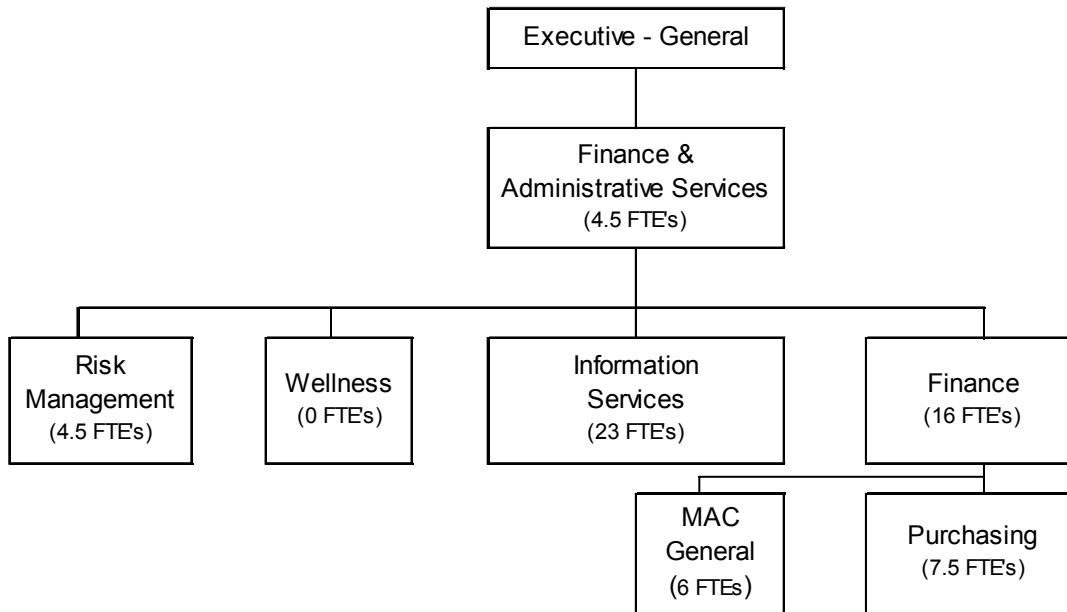 Executive - General
Finance &
Administrative Services
(4.5 FTE's)
Risk
Management
(4.5 FTE's)
Wellness
(0 FTE's)
Information
Services
(23 FTE's)
Finance
(16 FTE's)
MAC
General
(6 FTEs)
Purchasing
(7.5 FTE's)